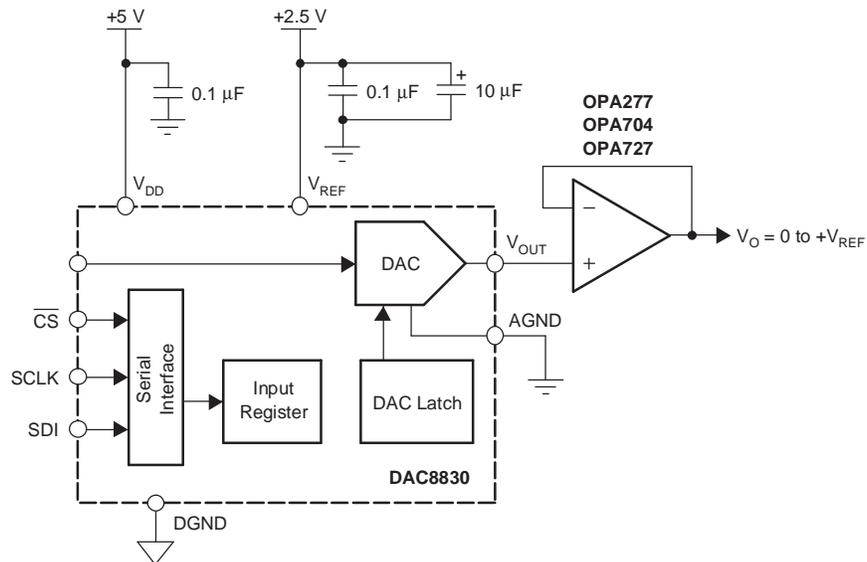 +5 V
+2.5 V
0.1 μF
0.1 μF
+
10 μF
OPA277
OPA704
OPA727
V_DD
V_REF
DAC
V_OUT
−
+
V_O = 0 to +V_REF
AGND
CS
SCLK
SDI
Serial
Interface
Input
Register
DAC Latch
DAC8830
DGND